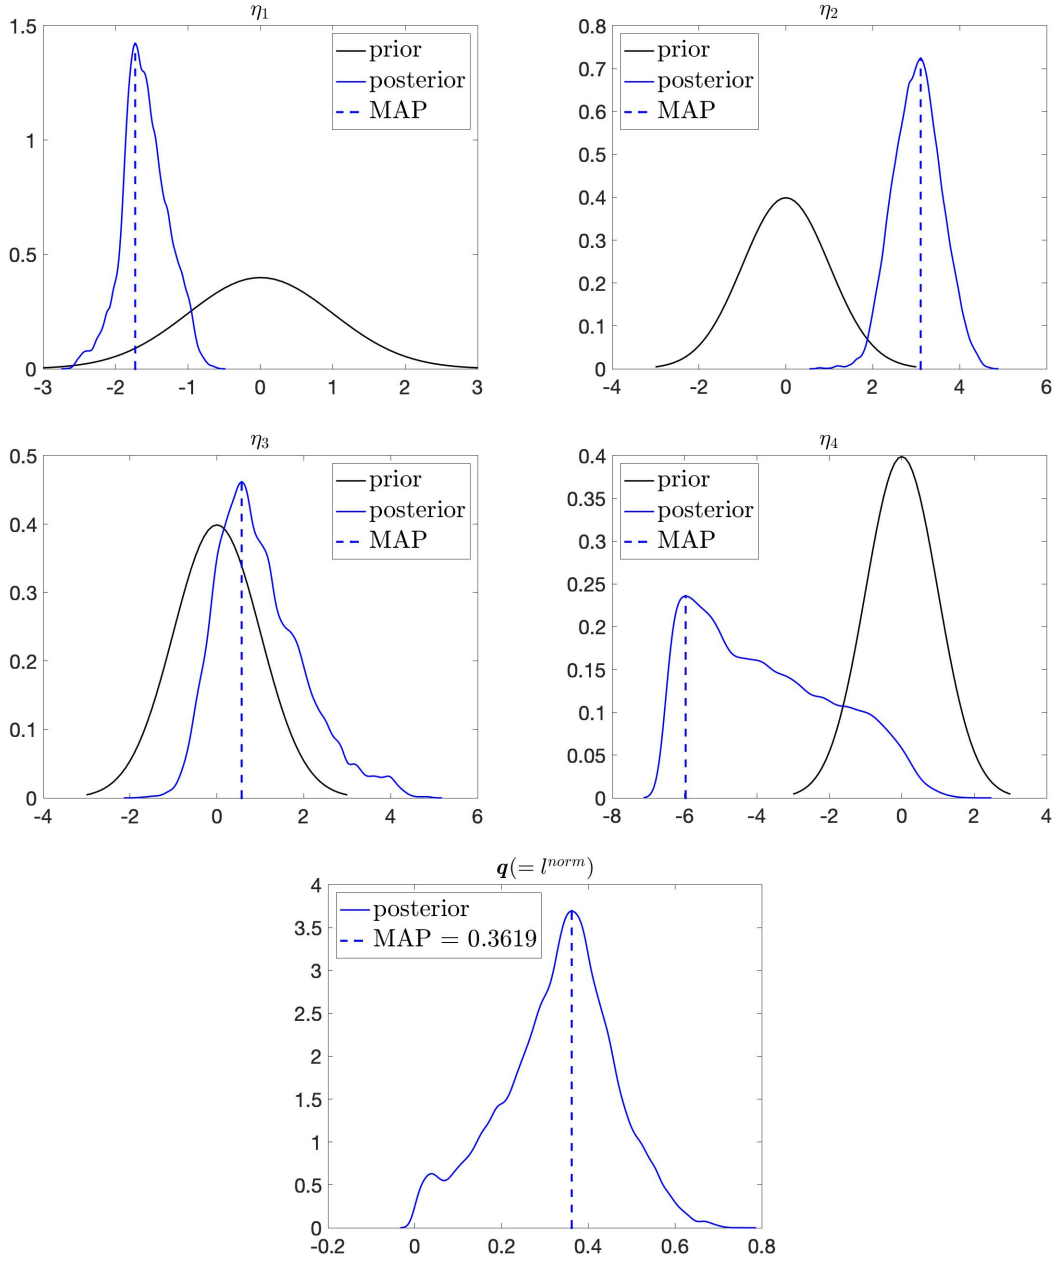 η1
1.5
1
0.5
0
-3 -2 -1 0 1 2 3
prior
posterior
MAP
η2
0.8
0.7
0.6
0.5
0.4
0.3
0.2
0.1
0
-4 -2 0 2 4 6
prior
posterior
MAP
η3
0.5
0.4
0.3
0.2
0.1
0
-4 -2 0 2 4 6
prior
posterior
MAP
η4
0.4
0.35
0.3
0.25
0.2
0.15
0.1
0.05
0
-8 -6 -4 -2 0 2 4
prior
posterior
MAP
q(= l^norm)
4
3.5
3
2.5
2
1.5
1
0.5
0
-0.2 0 0.2 0.4 0.6 0.8
posterior
MAP = 0.3619